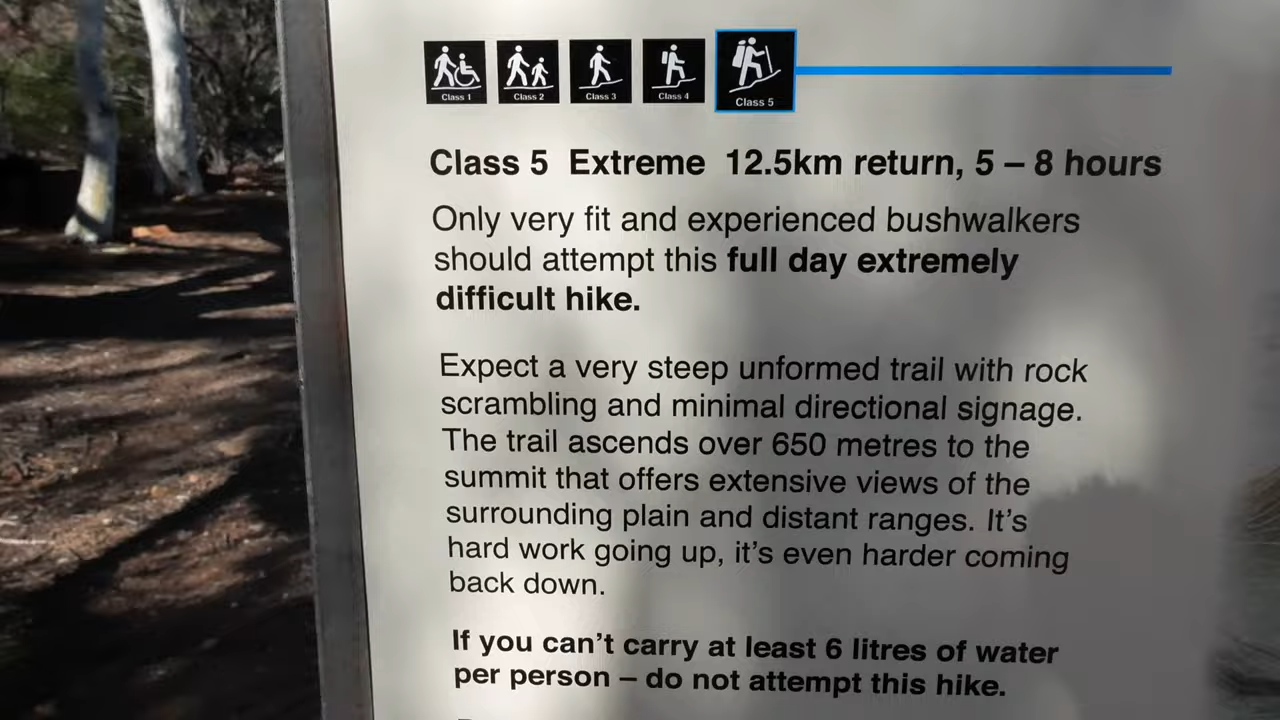 Class 1 Class 2 Class 3 Class 4 Class 5
Class 5 Extreme 12.5km return, 5 – 8 hours
Only very fit and experienced bushwalkers
should attempt this full day extremely
difficult hike.
Expect a very steep unformed trail with rock
scrambling and minimal directional signage.
The trail ascends over 650 metres to the
summit that offers extensive views of the
surrounding plain and distant ranges. It's
hard work going up, it's even harder coming
back down.
If you can't carry at least 6 litres of water
per person – do not attempt this hike.